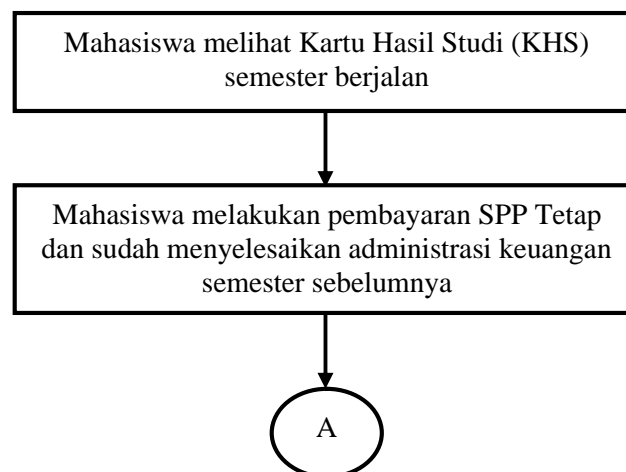 Mahasiswa melihat Kartu Hasil Studi (KHS)
semester berjalan
Mahasiswa melakukan pembayaran SPP Tetap
dan sudah menyelesaikan administrasi keuangan
semester sebelumnya
A